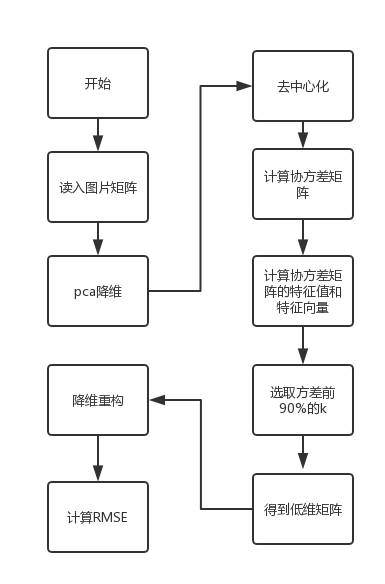 开始
读入图片矩阵
pca降维
去中心化
计算协方差矩
阵
计算协方差矩
阵的特征值和
特征向量
选取方差前
90%的k
得到低维矩阵
降维重构
计算RMSE